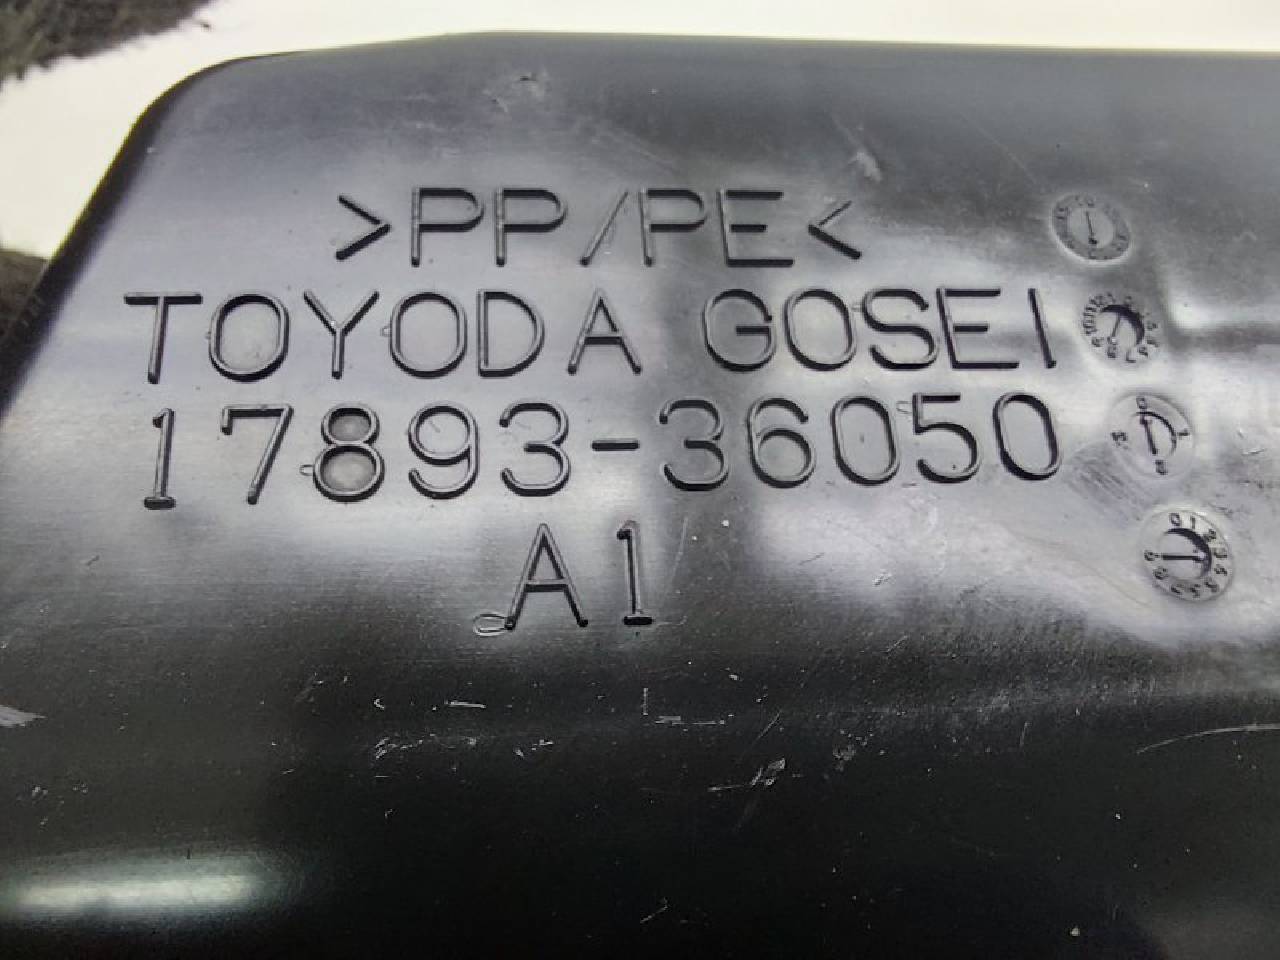 >PP/PE<
TOYODA GOSEI
17893-36050
A1